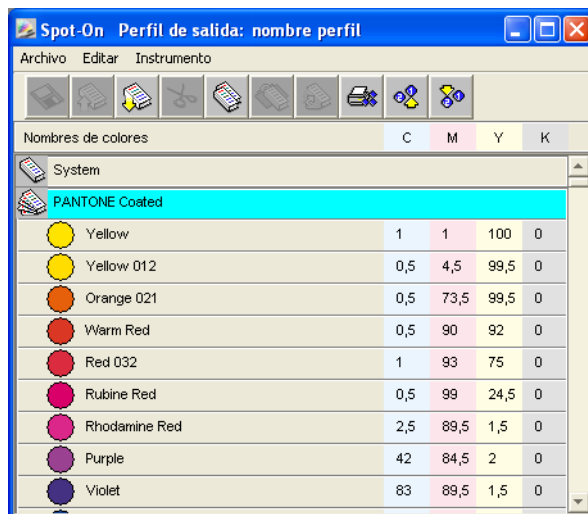 Spot-On Perfil de salida: nombre perfil
Archivo Editar Instrumento
Nombres de colores C M Y K
System
PANTONE Coated
Yellow 1 1 100 0
Yellow 012 0,5 4,5 99,5 0
Orange 021 0,5 73,5 99,5 0
Warm Red 0,5 90 92 0
Red 032 1 93 75 0
Rubine Red 0,5 99 24,5 0
Rhodamine Red 2,5 89,5 1,5 0
Purple 42 84,5 2 0
Violet 83 89,5 1,5 0